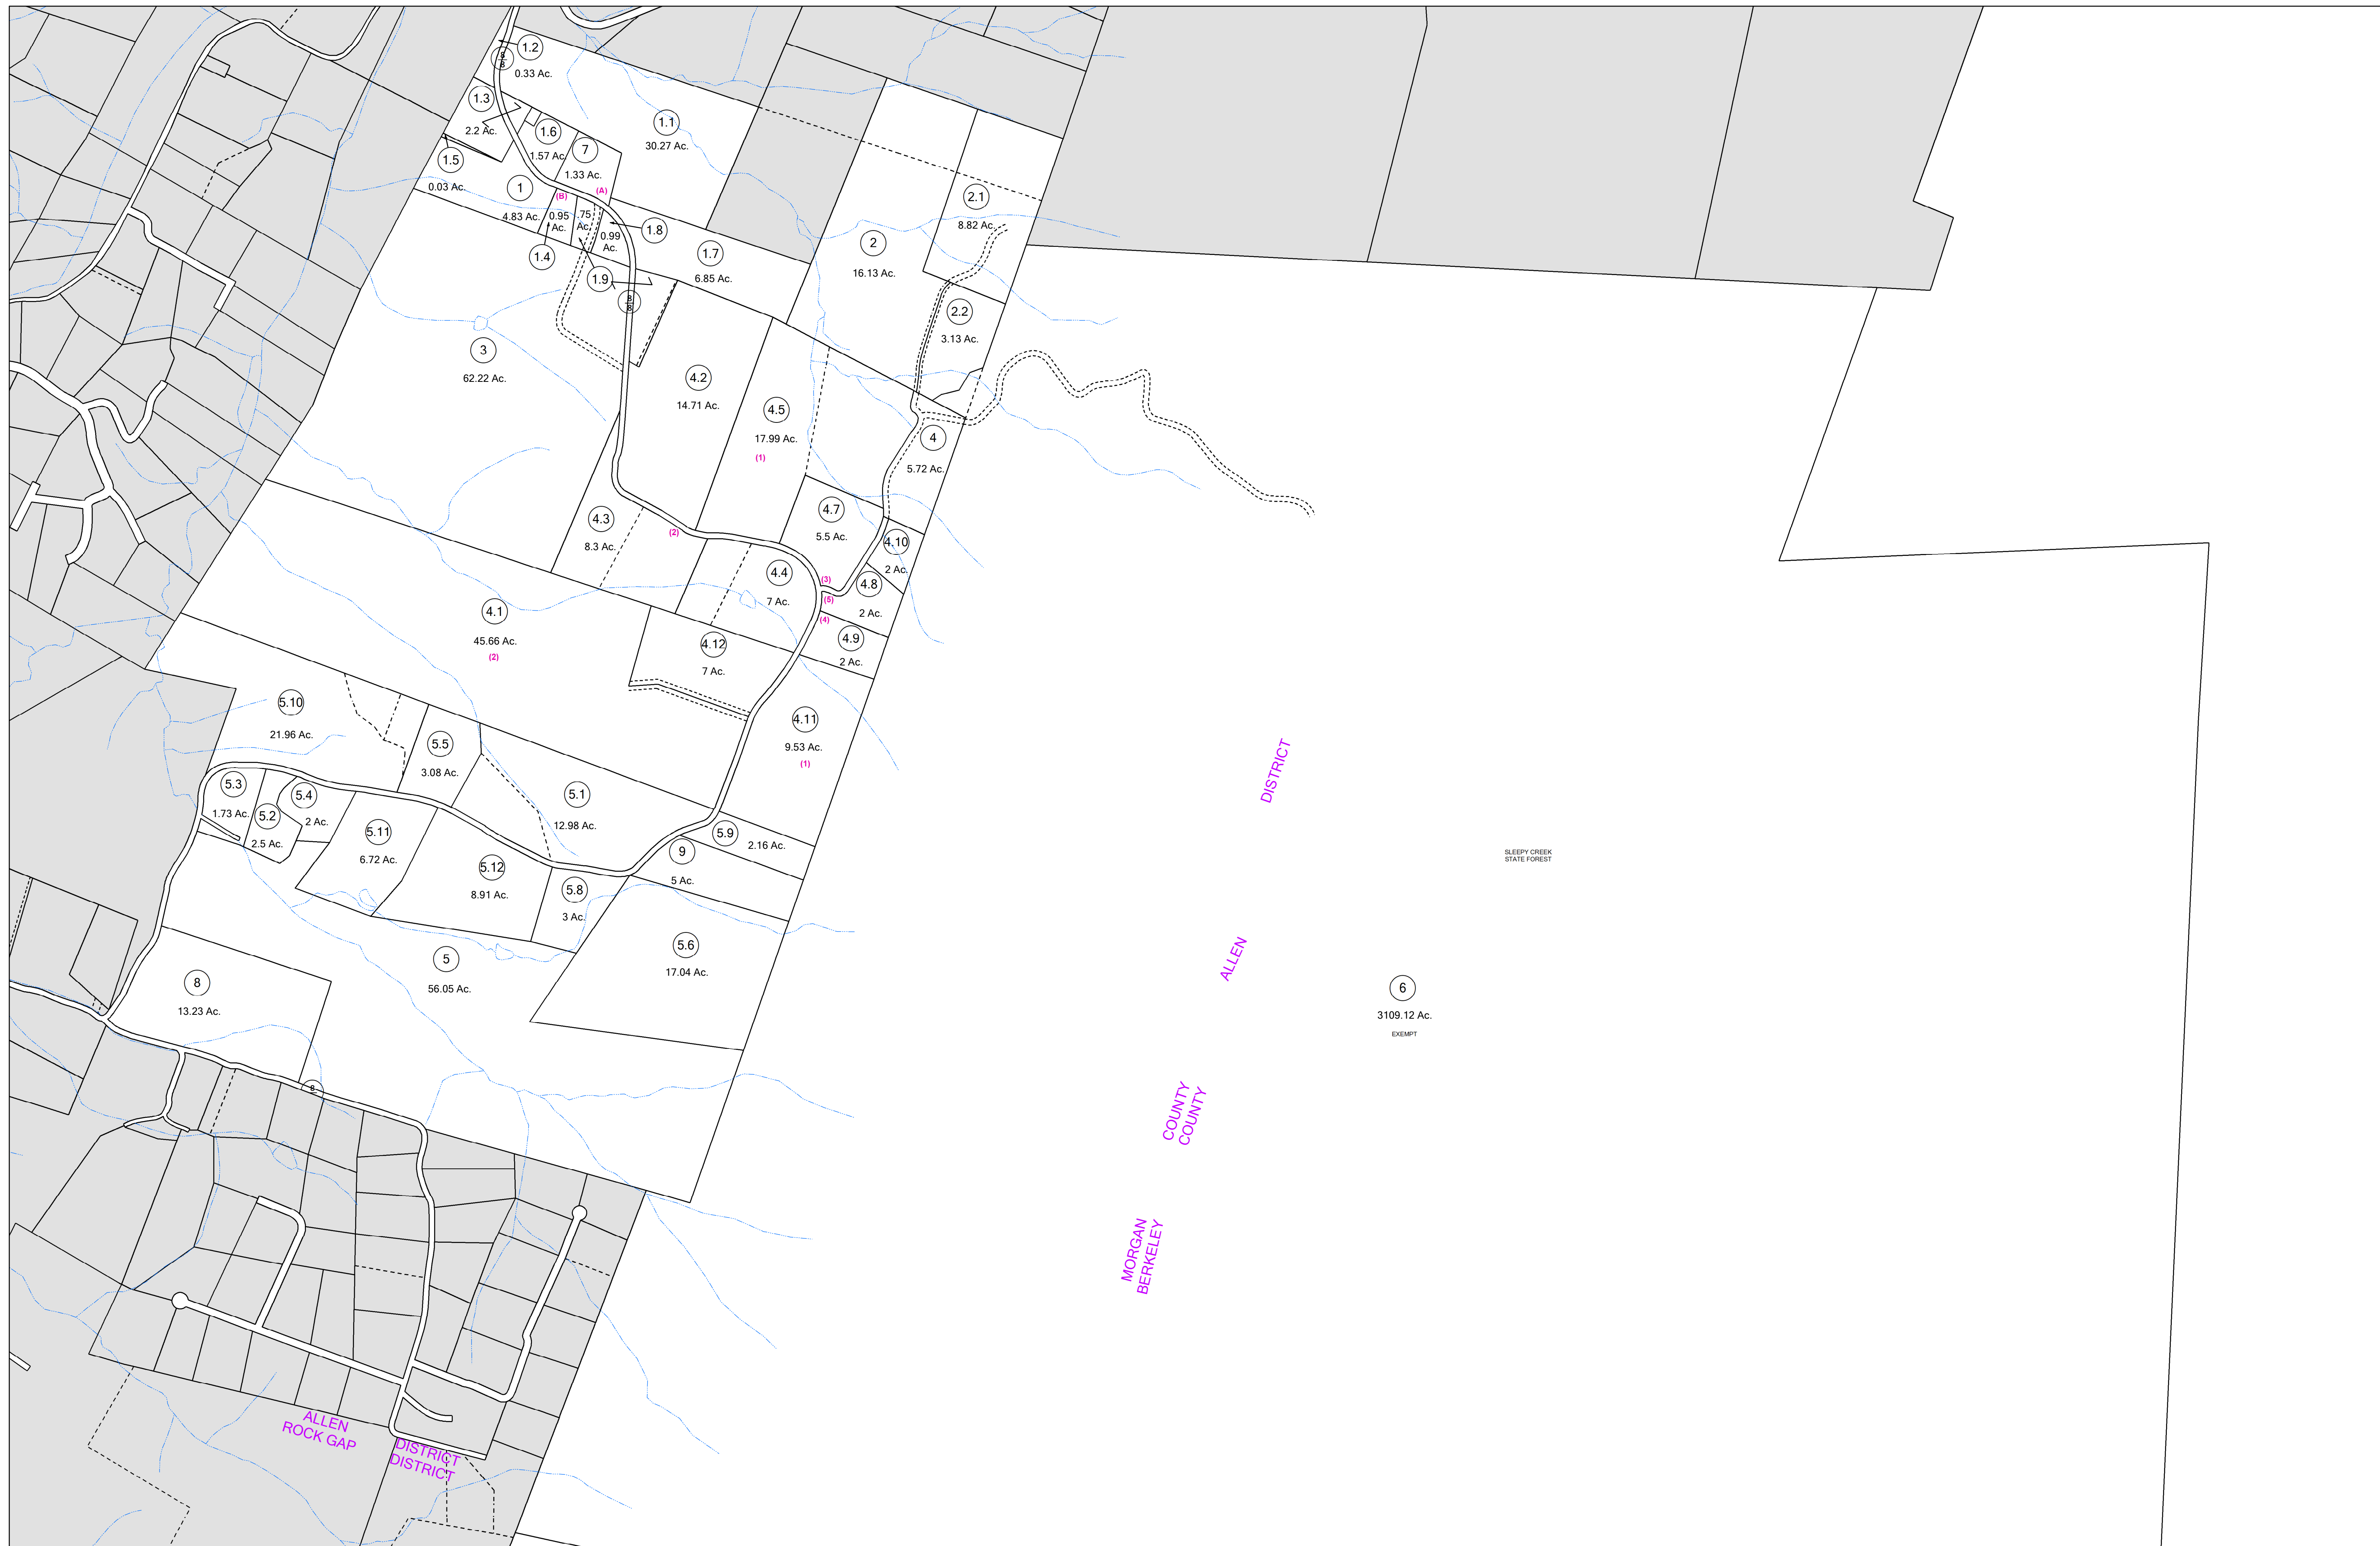 1.2
8
8
0.33 Ac.
1.3
2.2 Ac.
1.1
30.27 Ac.
1.6
1.57 Ac.
7
1.33 Ac.
1.5
0.03 Ac.
1
4.83 Ac.
(B)
(A)
0.95
Ac.
.75
Ac.
0.99
Ac.
1.8
1.4
1.9
1.7
6.85 Ac.
8
8
2.1
8.82 Ac.
2
16.13 Ac.
2.2
3.13 Ac.
3
62.22 Ac.
4.2
14.71 Ac.
4.5
17.99 Ac.
(1)
4
5.72 Ac.
4.3
8.3 Ac.
(2)
4.7
5.5 Ac.
4.10
2 Ac.
4.4
7 Ac.
(3)
(5)
(4)
4.8
2 Ac.
4.9
2 Ac.
4.1
45.66 Ac.
(2)
4.12
7 Ac.
4.11
9.53 Ac.
(1)
5.10
21.96 Ac.
5.5
3.08 Ac.
5.3
1.73 Ac.
5.2
2.5 Ac.
5.4
2 Ac.
5.1
12.98 Ac.
5.11
6.72 Ac.
5.12
8.91 Ac.
5.9
2.16 Ac.
9
5 Ac.
5.8
3 Ac.
5
56.05 Ac.
5.6
17.04 Ac.
8
13.23 Ac.
8
DISTRICT
SLEEPY CREEK
STATE FOREST
ALLEN
6
3109.12 Ac.
EXEMPT
COUNTY
COUNTY
MORGAN
BERKELEY
ALLEN
ROCK GAP
DISTRICT
DISTRICT